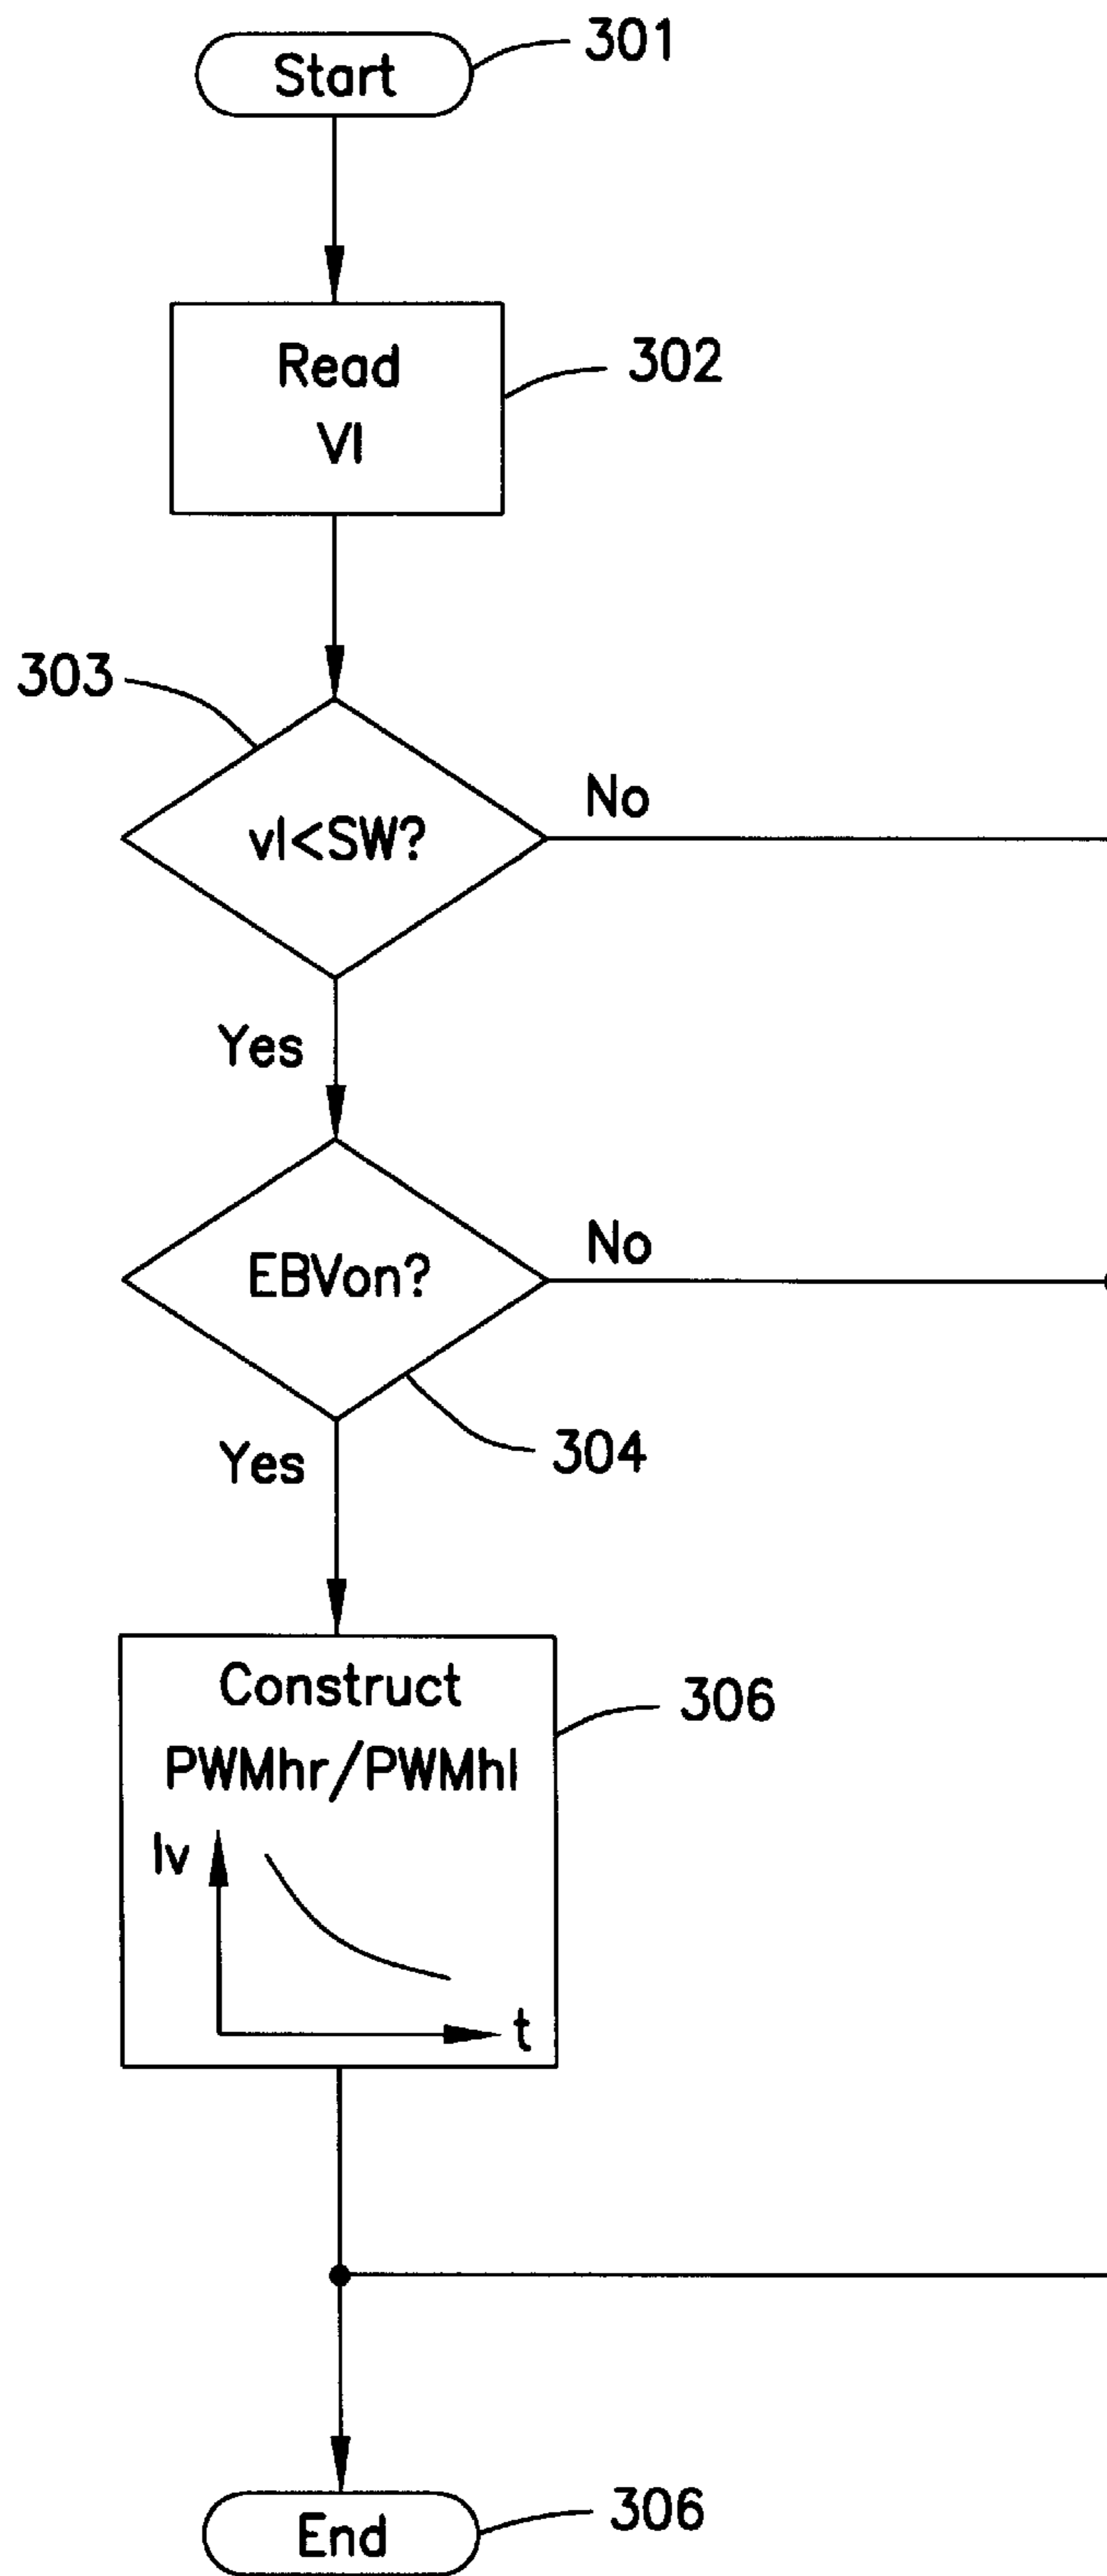 Start
301
Read
Vl
302
303
vl<SW?
No
Yes
EBVon?
No
304
Yes
Construct
PWMhr/PWMhl
306
Iv
t
End
306